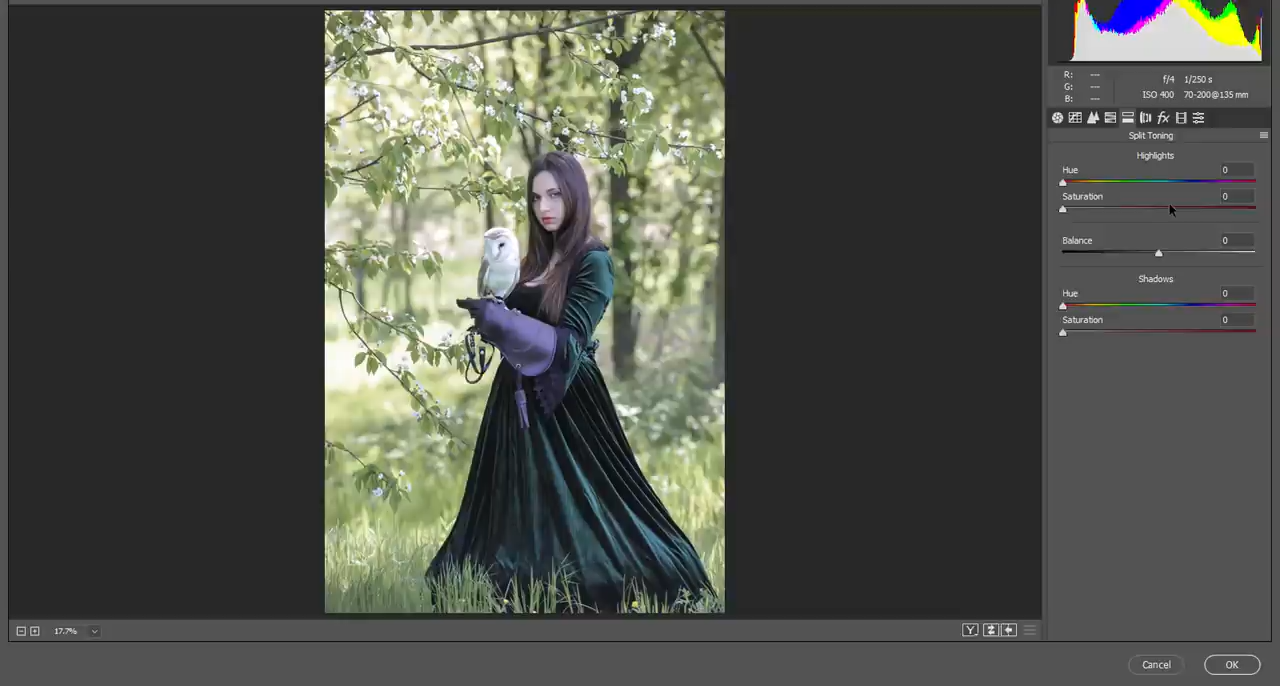 R: ---
G: ---
B: ---
f/4 1/250 s
ISO 400 70-200@135 mm
fx
Split Toning
Highlights
Hue 0
Saturation 0
Balance 0
Shadows
Hue 0
Saturation 0
17.7%
Y
Cancel
OK